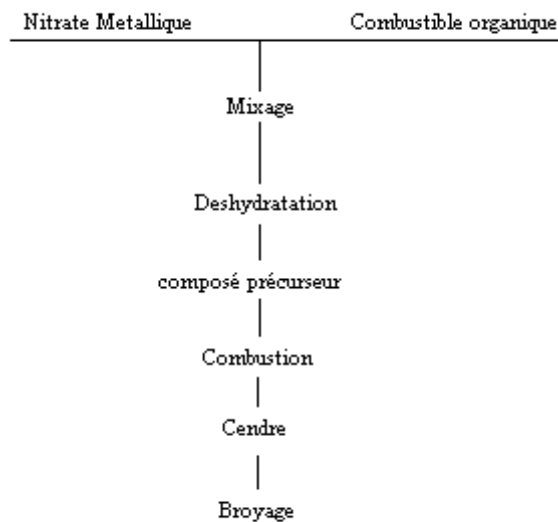 Nitrate Metallique Combustible organique
Mixage
Deshydratation
composé précurseur
Combustion
Cendre
Broyage